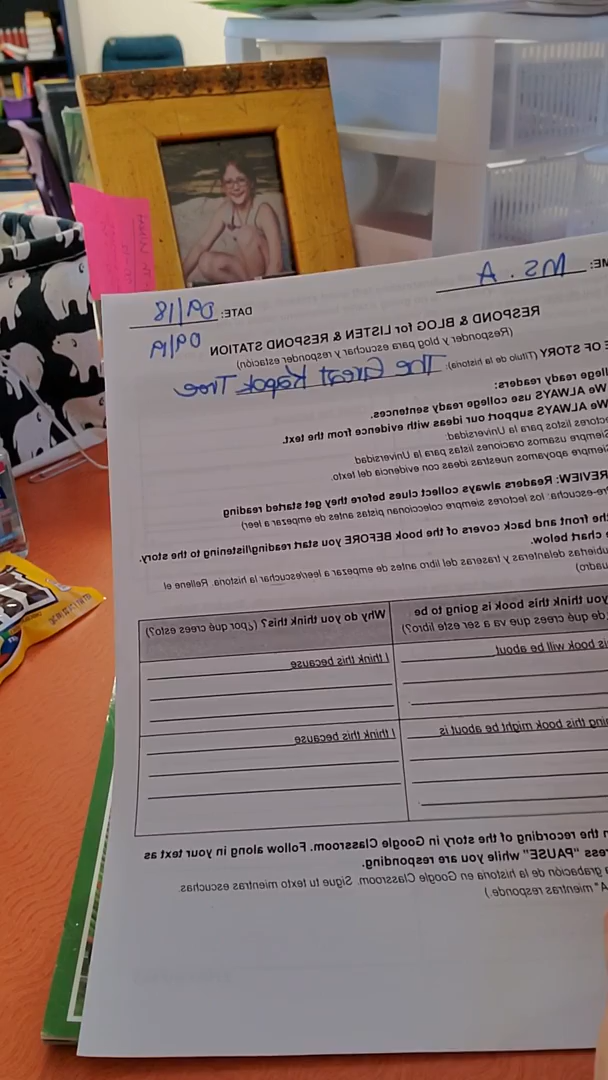 ME: MS. A DATE: 09/18
09/19
RESPOND & BLOG for LISTEN & RESPOND STATION
(Responder y blog para escuchar y responder estación)
E OF STORY (Título de la historia): The Great Kapok Tree
llege ready readers:
We ALWAYS use college ready sentences.
We ALWAYS support our ideas with evidence from the text.
ectores listos para la Universidad:
Siempre usamos oraciones listas para la Universidad
Siempre apoyamos nuestras ideas con evidencia del texto.
REVIEW: Readers always collect clues before they get started reading
re-escucha: los lectores siempre coleccionan pistas antes de empezar a leer)
the front and back covers of the book BEFORE you start reading/listening to the story.
e chart below.
ubiertas delanteras y traseras del libro antes de empezar a leer/escuchar la historia. Rellene el
uadro)
you think this book is going to be
de qué crees que va a ser este libro?)
Why do you think this? (¿por qué crees esto?)
is book will be about
I think this because
ing this book might be about is
I think this because
n the recording of the story in Google Classroom. Follow along in your text as
ress "PAUSE" while you are responding.
a grabación de la historia en Google Classroom. Sigue tu texto mientras escuchas.
A" mientras responde.)